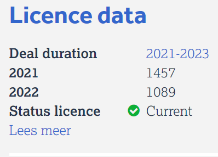 Licence data
Deal duration 2021-2023
2021 1457
2022 1089
Status licence Current
Lees meer